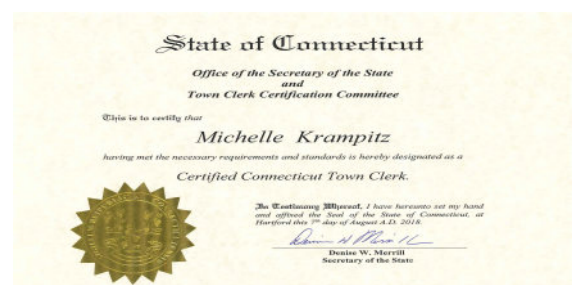 State of Connecticut
Office of the Secretary of the State
and
Town Clerk Certification Committee
This is to certify that
Michelle Krampitz
having met the necessary requirements and standards is hereby designated as a
Certified Connecticut Town Clerk.
In Testimony Whereof, I have hereunto set my hand
and affixed the Seal of the State of Connecticut, at
Hartford this 7th day of August A.D. 2018.
Denise W. Merrill
Secretary of the State